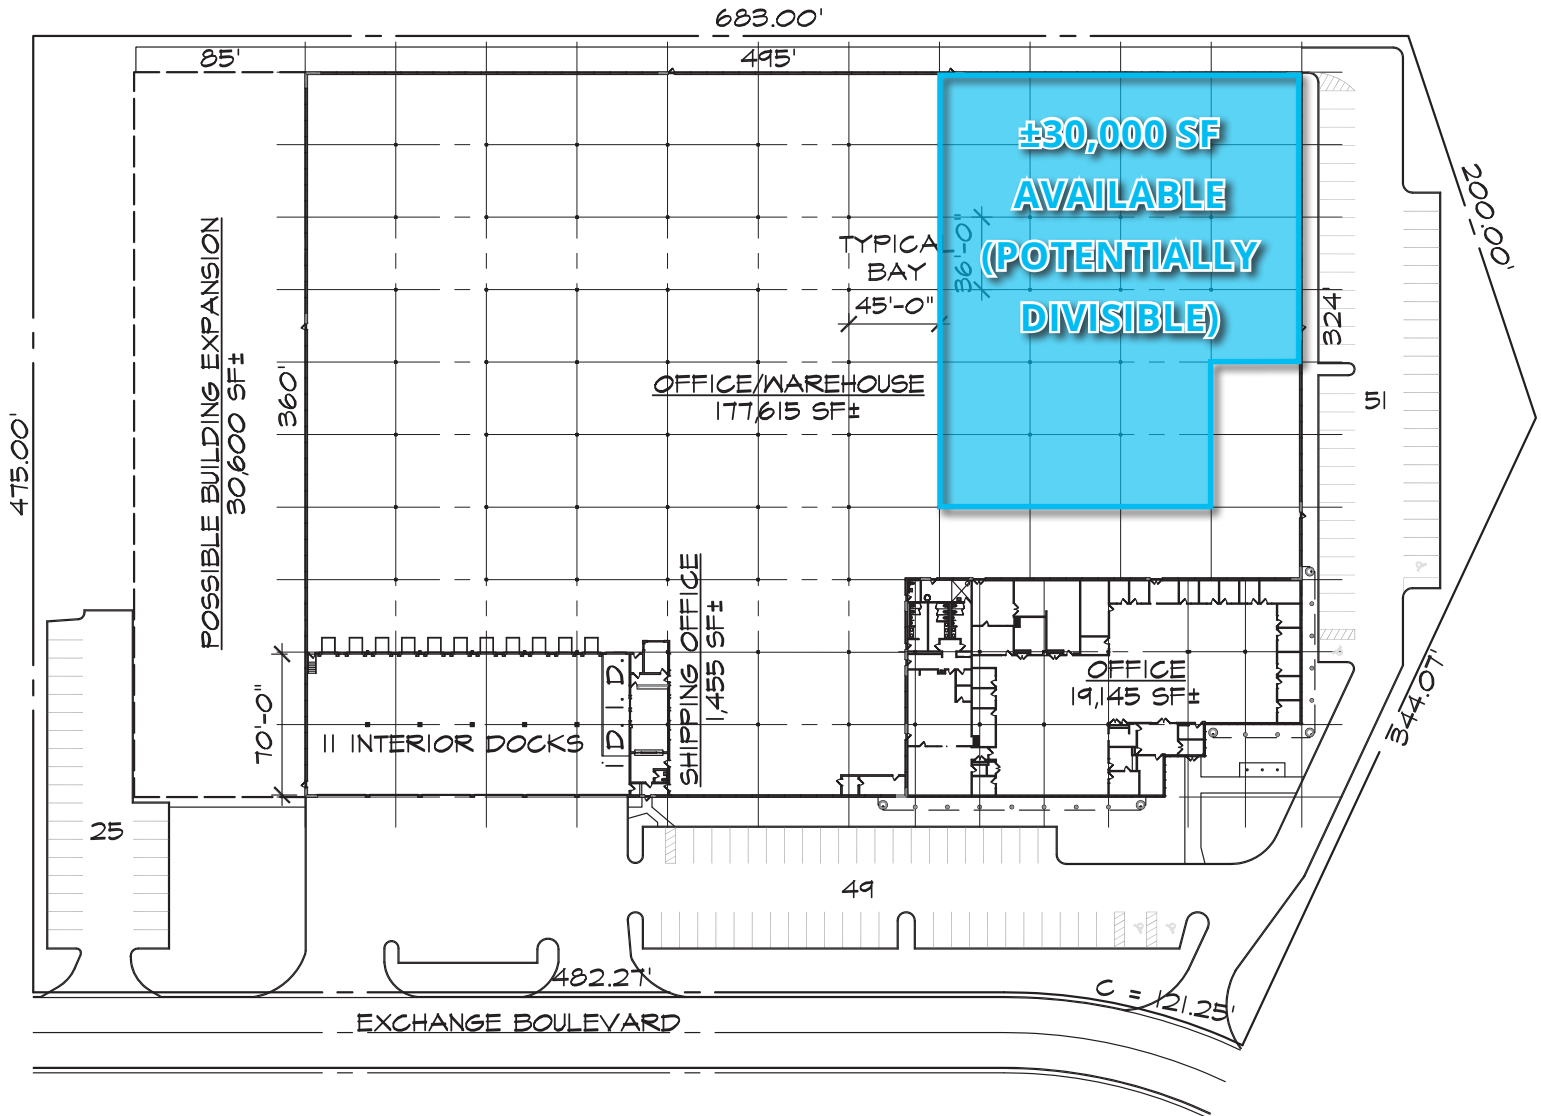 683.00'
85'
495'
±30,000 SF
AVAILABLE
(POTENTIALLY
DIVISIBLE)
200.00'
TYPICAL
BAY
36'-0"
45'-0"
324'
POSSIBLE BUILDING EXPANSION
30,600 SF±
360'
OFFICE/WAREHOUSE
177,615 SF±
51
475.00'
SHIPPING OFFICE
1,455 SF±
OFFICE
19,145 SF±
344.07'
70'-0"
11 INTERIOR DOCKS
1 D.I.D.
25
49
482.27'
C = 121.25'
EXCHANGE BOULEVARD